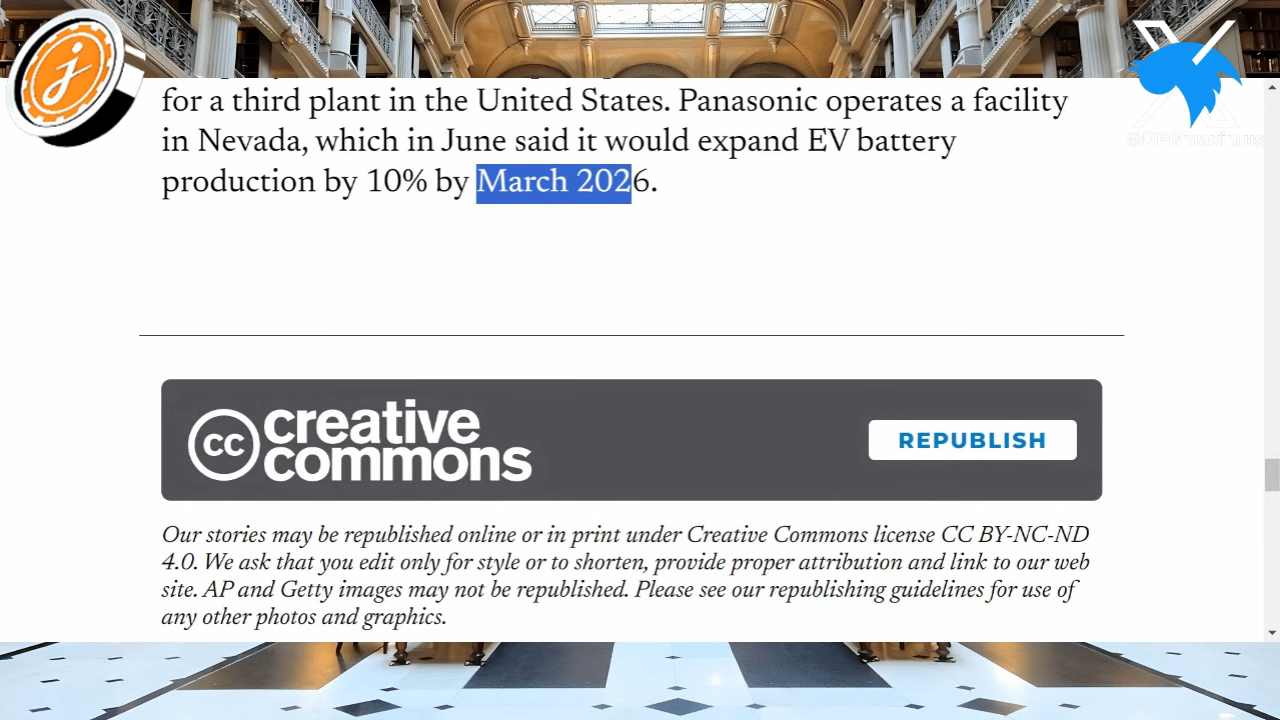 for a third plant in the United States. Panasonic operates a facility
in Nevada, which in June said it would expand EV battery
production by 10% by March 2026.
cc creative
commons
REPUBLISH
Our stories may be republished online or in print under Creative Commons license CC BY-NC-ND
4.0. We ask that you edit only for style or to shorten, provide proper attribution and link to our web
site. AP and Getty images may not be republished. Please see our republishing guidelines for use of
any other photos and graphics.